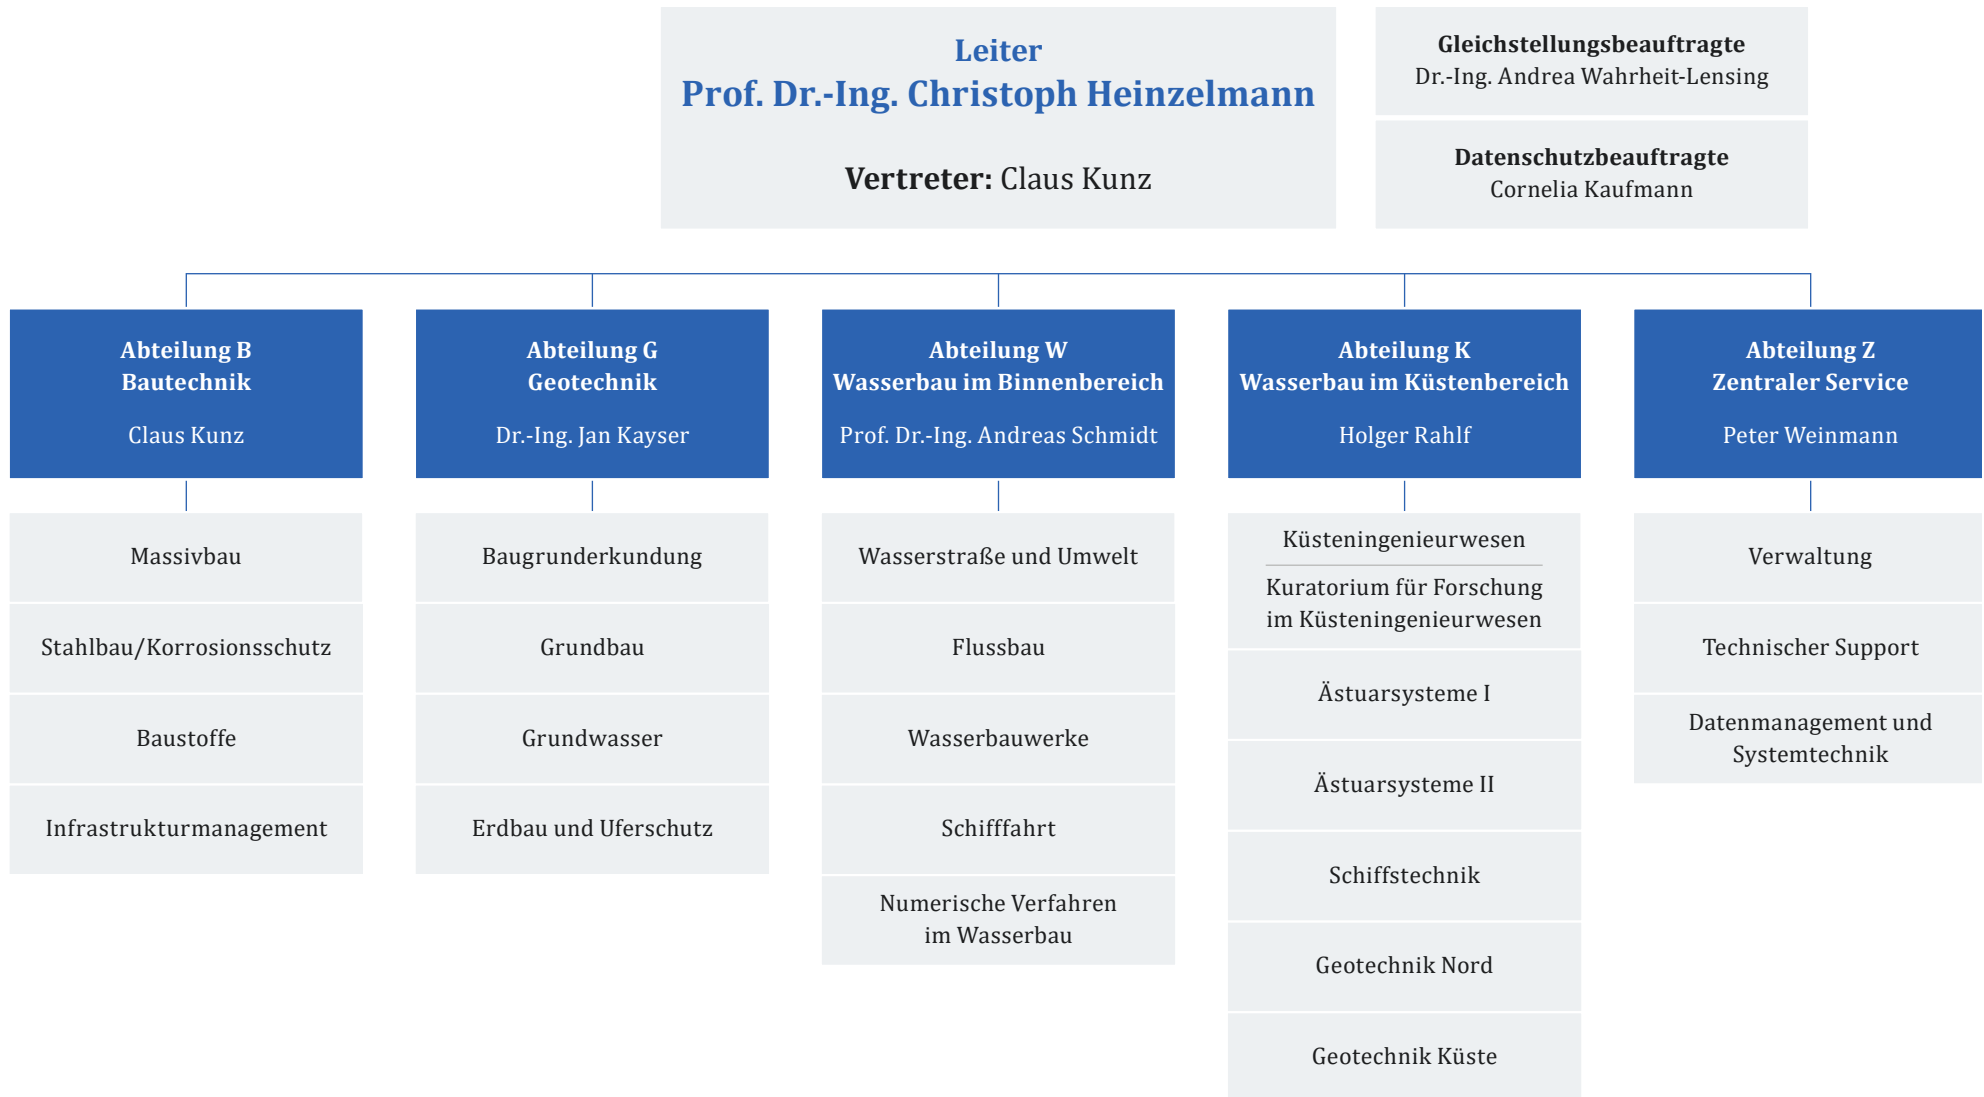 Leiter
Prof. Dr.-Ing. Christoph Heinzelmann
Vertreter: Claus Kunz
Gleichstellungsbeauftragte
Dr.-Ing. Andrea Wahrheit-Lensing
Datenschutzbeauftragte
Cornelia Kaufmann
Abteilung B
Bautechnik
Claus Kunz
Massivbau
Stahlbau/Korrosionsschutz
Baustoffe
Infrastrukturmanagement
Abteilung G
Geotechnik
Dr.-Ing. Jan Kayser
Baugrunderkundung
Grundbau
Grundwasser
Erdbau und Uferschutz
Abteilung W
Wasserbau im Binnenbereich
Prof. Dr.-Ing. Andreas Schmidt
Wasserstraße und Umwelt
Flussbau
Wasserbauwerke
Schifffahrt
Numerische Verfahren
im Wasserbau
Abteilung K
Wasserbau im Küstenbereich
Holger Rahlf
Küsteningenieurwesen
Kuratorium für Forschung
im Küsteningenieurwesen
Ästuarsysteme I
Ästuarsysteme II
Schiffstechnik
Geotechnik Nord
Geotechnik Küste
Abteilung Z
Zentraler Service
Peter Weinmann
Verwaltung
Technischer Support
Datenmanagement und
Systemtechnik